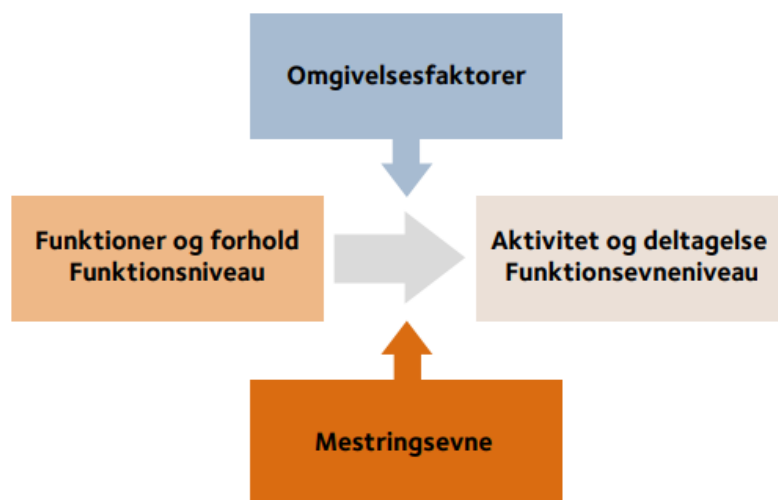 Omgivelsesfaktorer
Funktioner og forhold
Funktionsniveau
Aktivitet og deltagelse
Funktionsevneniveau
Mestringsevne